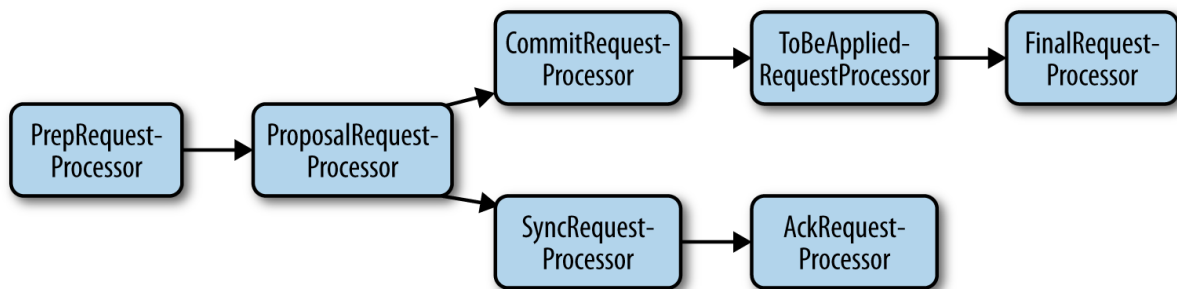 CommitRequest-
Processor
ToBeApplied-
RequestProcessor
FinalRequest-
Processor
PrepRequest-
Processor
ProposalRequest-
Processor
SyncRequest-
Processor
AckRequest-
Processor